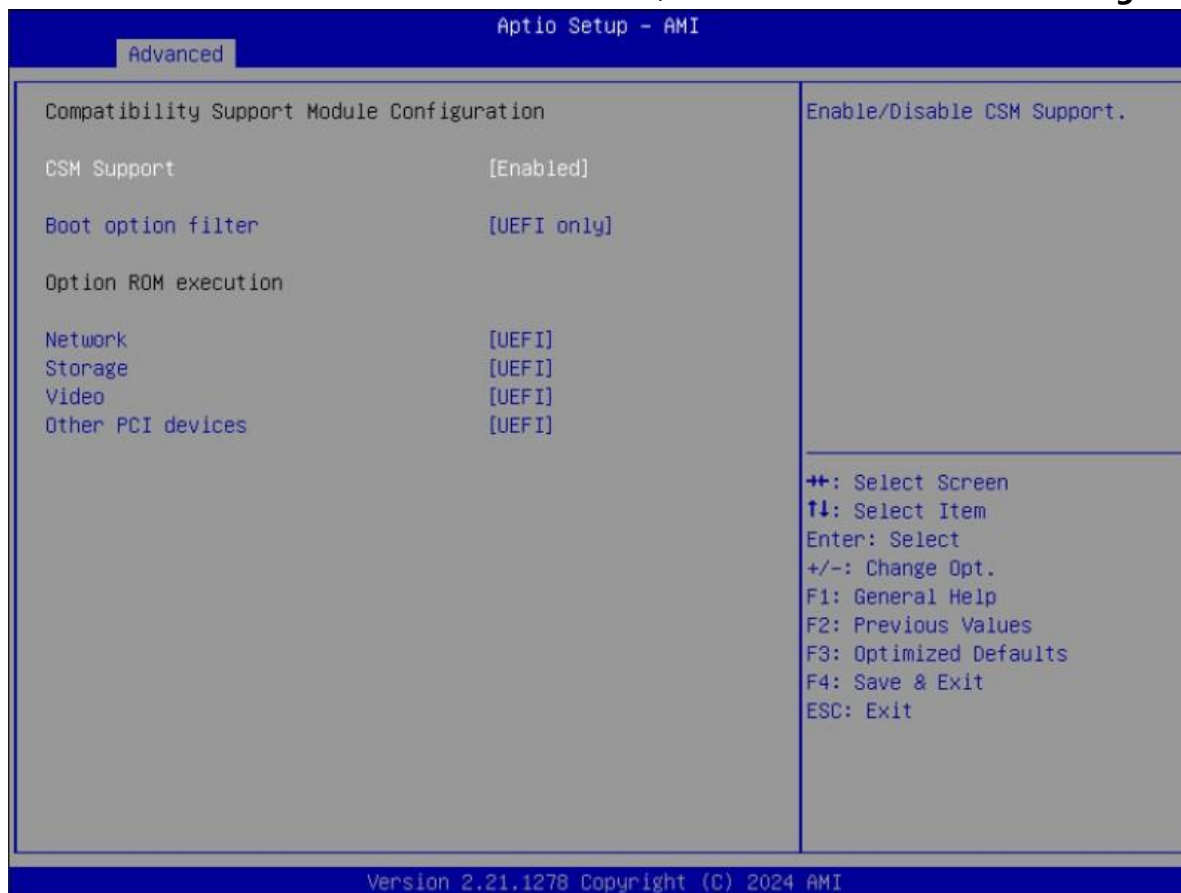 Aptio Setup – AMI
Advanced
Compatibility Support Module Configuration
CSM Support [Enabled]
Boot option filter [UEFI only]
Option ROM execution
Network [UEFI]
Storage [UEFI]
Video [UEFI]
Other PCI devices [UEFI]
Enable/Disable CSM Support.
→←: Select Screen
↑↓: Select Item
Enter: Select
+/-: Change Opt.
F1: General Help
F2: Previous Values
F3: Optimized Defaults
F4: Save & Exit
ESC: Exit
Version 2.21.1278 Copyright (C) 2024 AMI